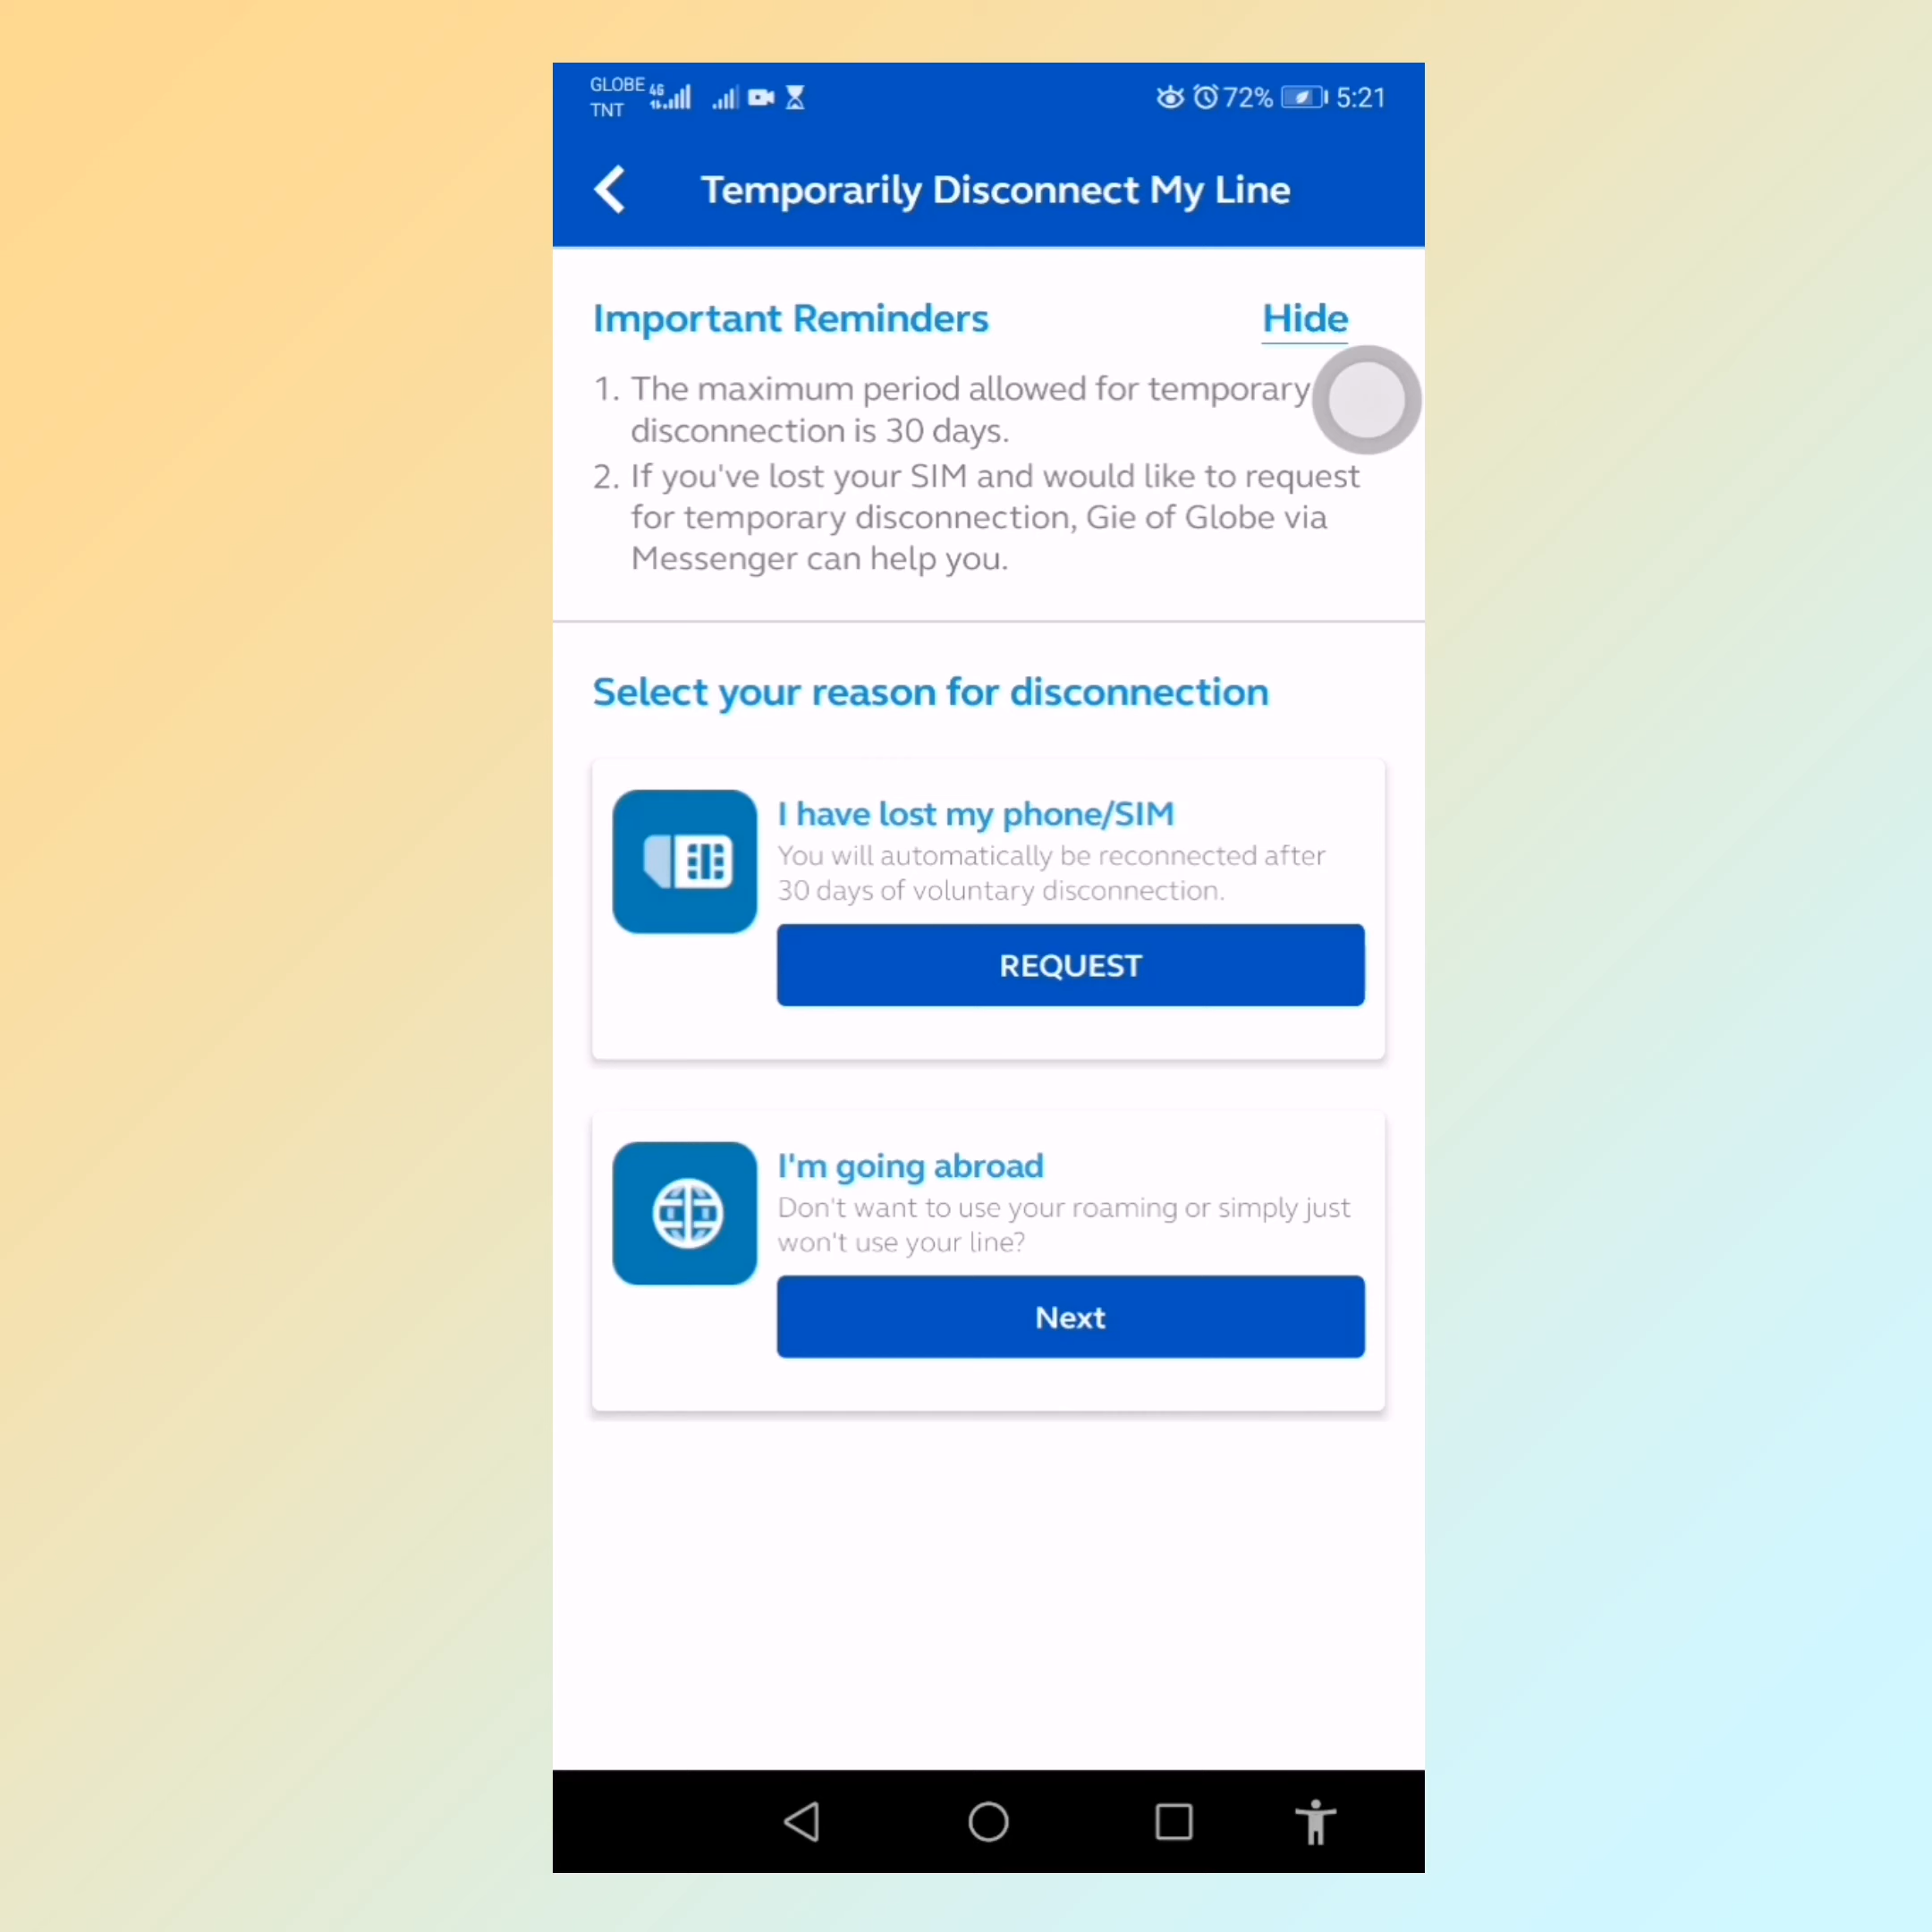 GLOBE 4G
TNT
72% 5:21
Temporarily Disconnect My Line
Important Reminders Hide
1. The maximum period allowed for temporary
disconnection is 30 days.
2. If you've lost your SIM and would like to request
for temporary disconnection, Gie of Globe via
Messenger can help you.
Select your reason for disconnection
I have lost my phone/SIM
You will automatically be reconnected after
30 days of voluntary disconnection.
REQUEST
I'm going abroad
Don't want to use your roaming or simply just
won't use your line?
Next